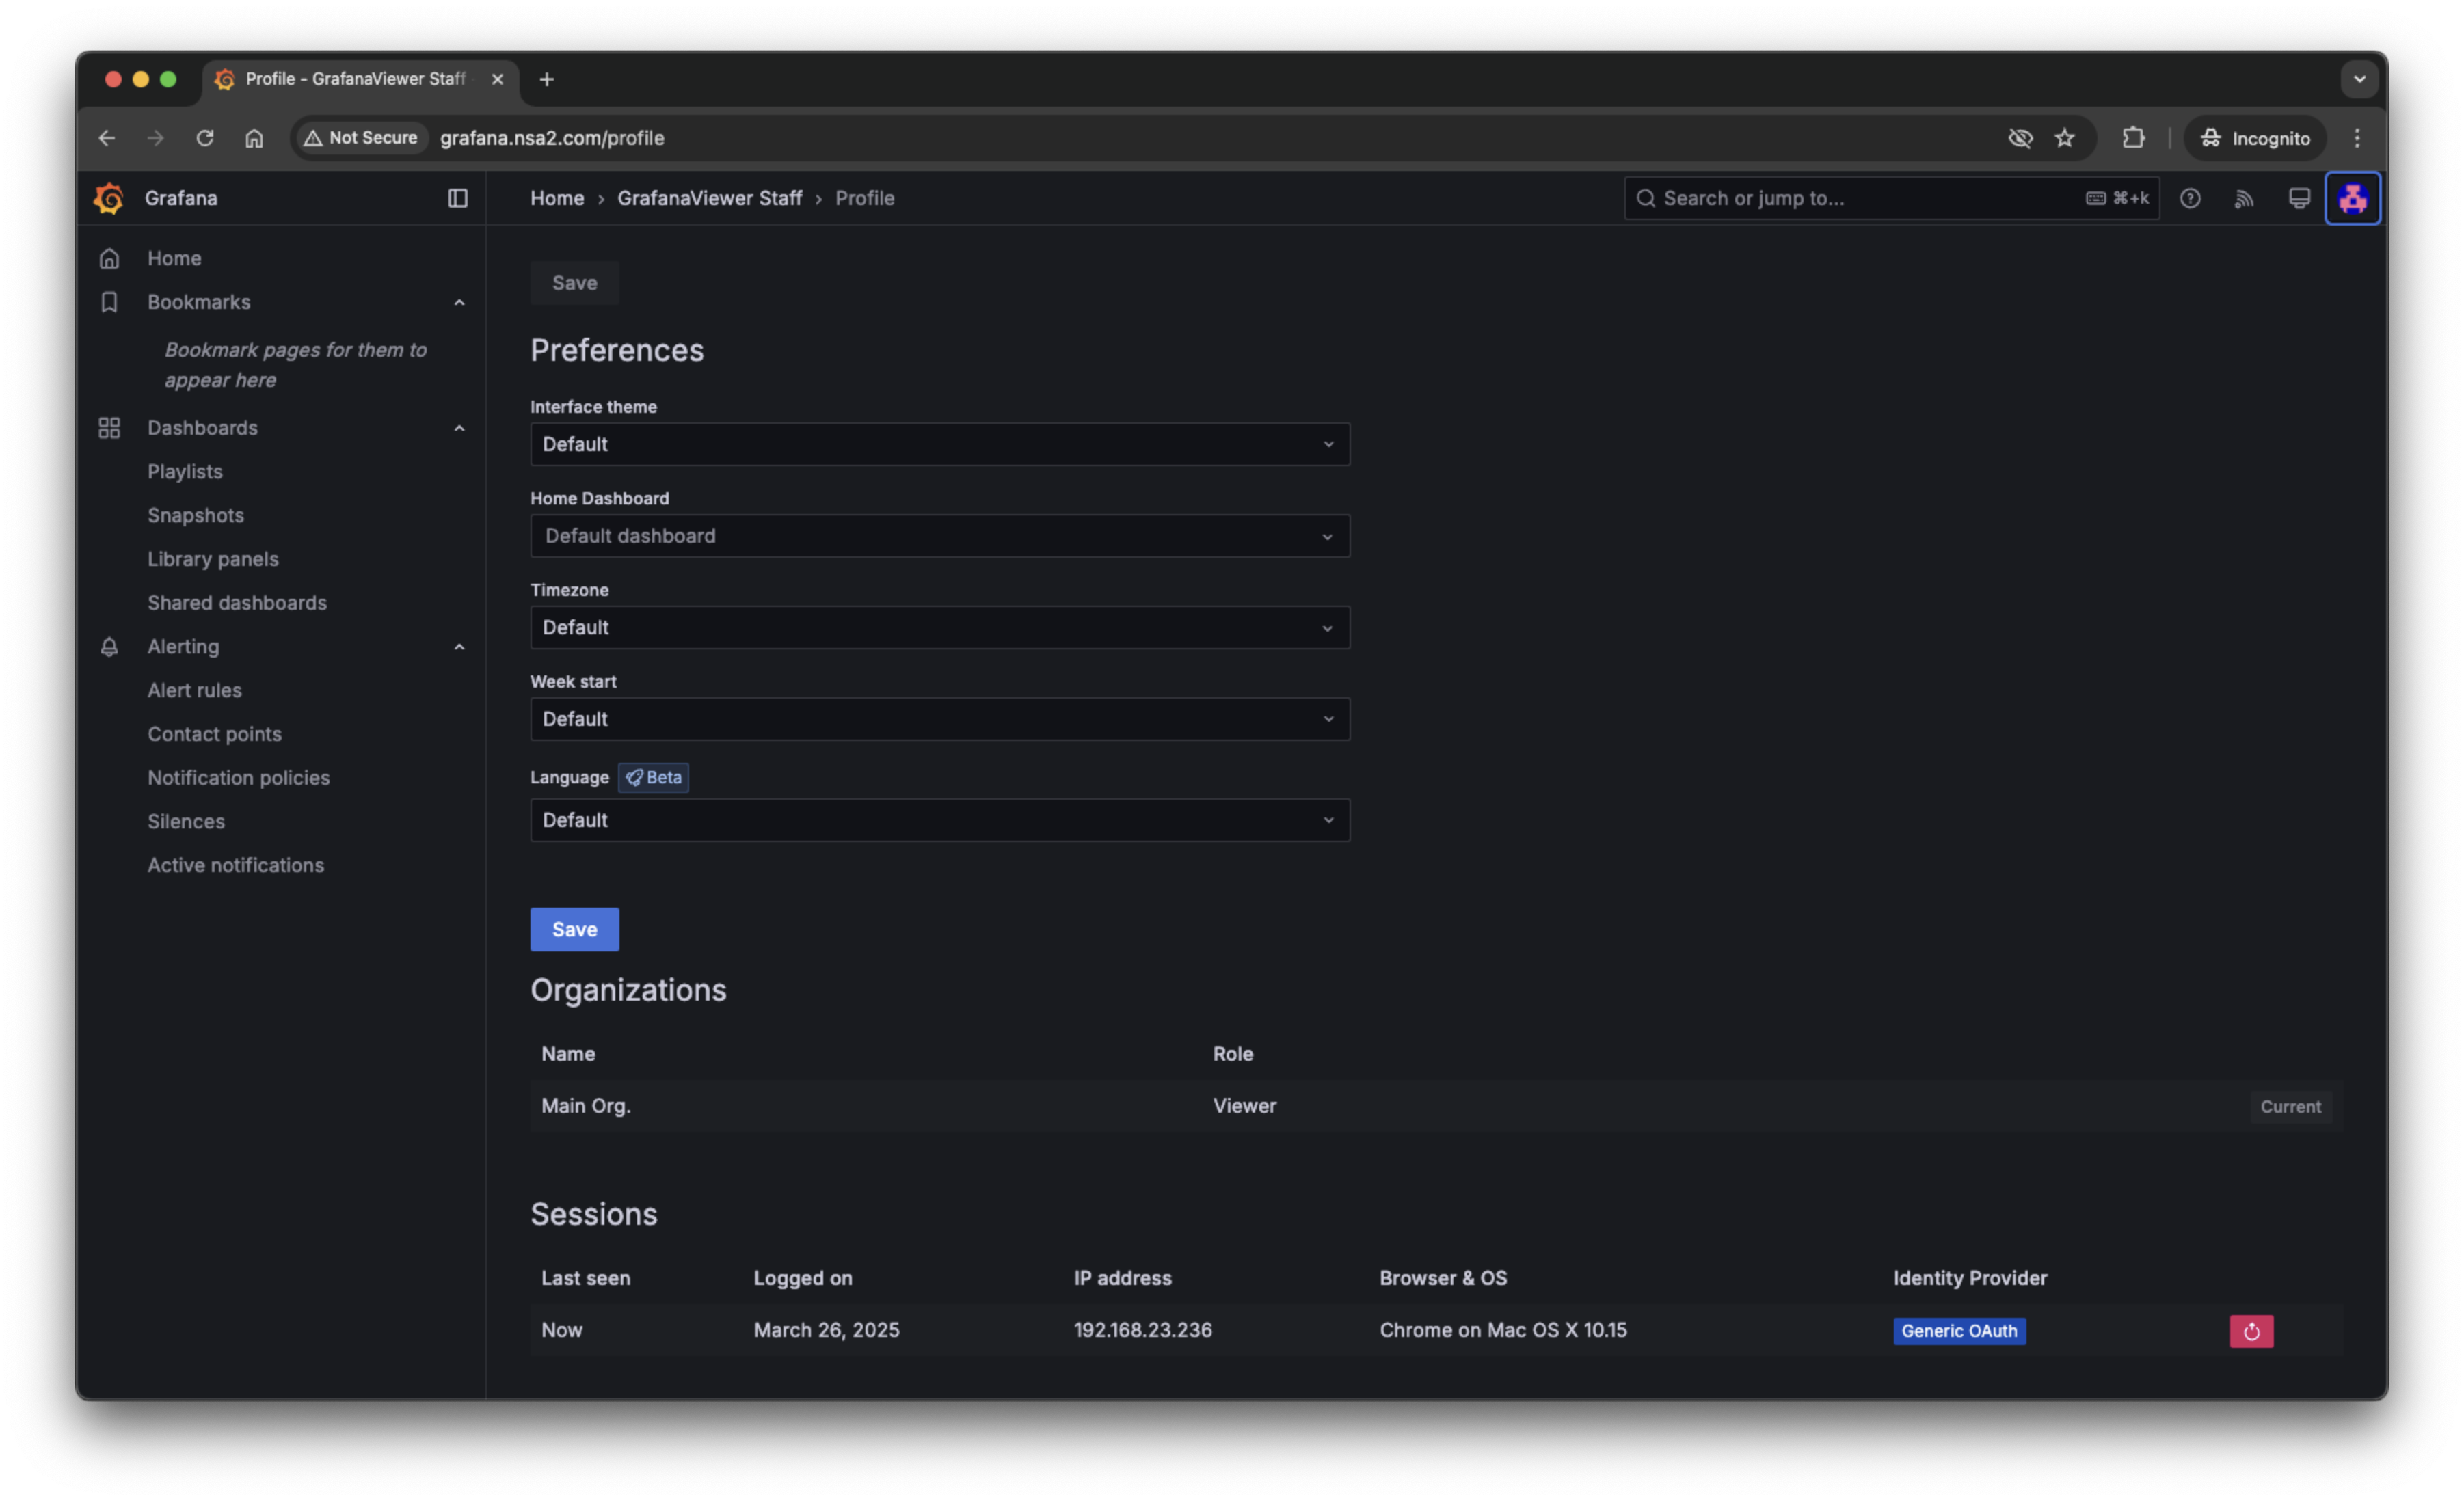 Profile - GrafanaViewer Staff
Not Secure
grafana.nsa2.com/profile
Incognito
Grafana
Home › GrafanaViewer Staff › Profile
Search or jump to...
⌘+k
Home
Bookmarks
Bookmark pages for them to
appear here
Dashboards
Playlists
Snapshots
Library panels
Shared dashboards
Alerting
Alert rules
Contact points
Notification policies
Silences
Active notifications
Save
Preferences
Interface theme
Default
Home Dashboard
Default dashboard
Timezone
Default
Week start
Default
Language Beta
Default
Save
Organizations
Name Role
Main Org. Viewer Current
Sessions
Last seen Logged on IP address Browser & OS Identity Provider
Now March 26, 2025 192.168.23.236 Chrome on Mac OS X 10.15 Generic OAuth